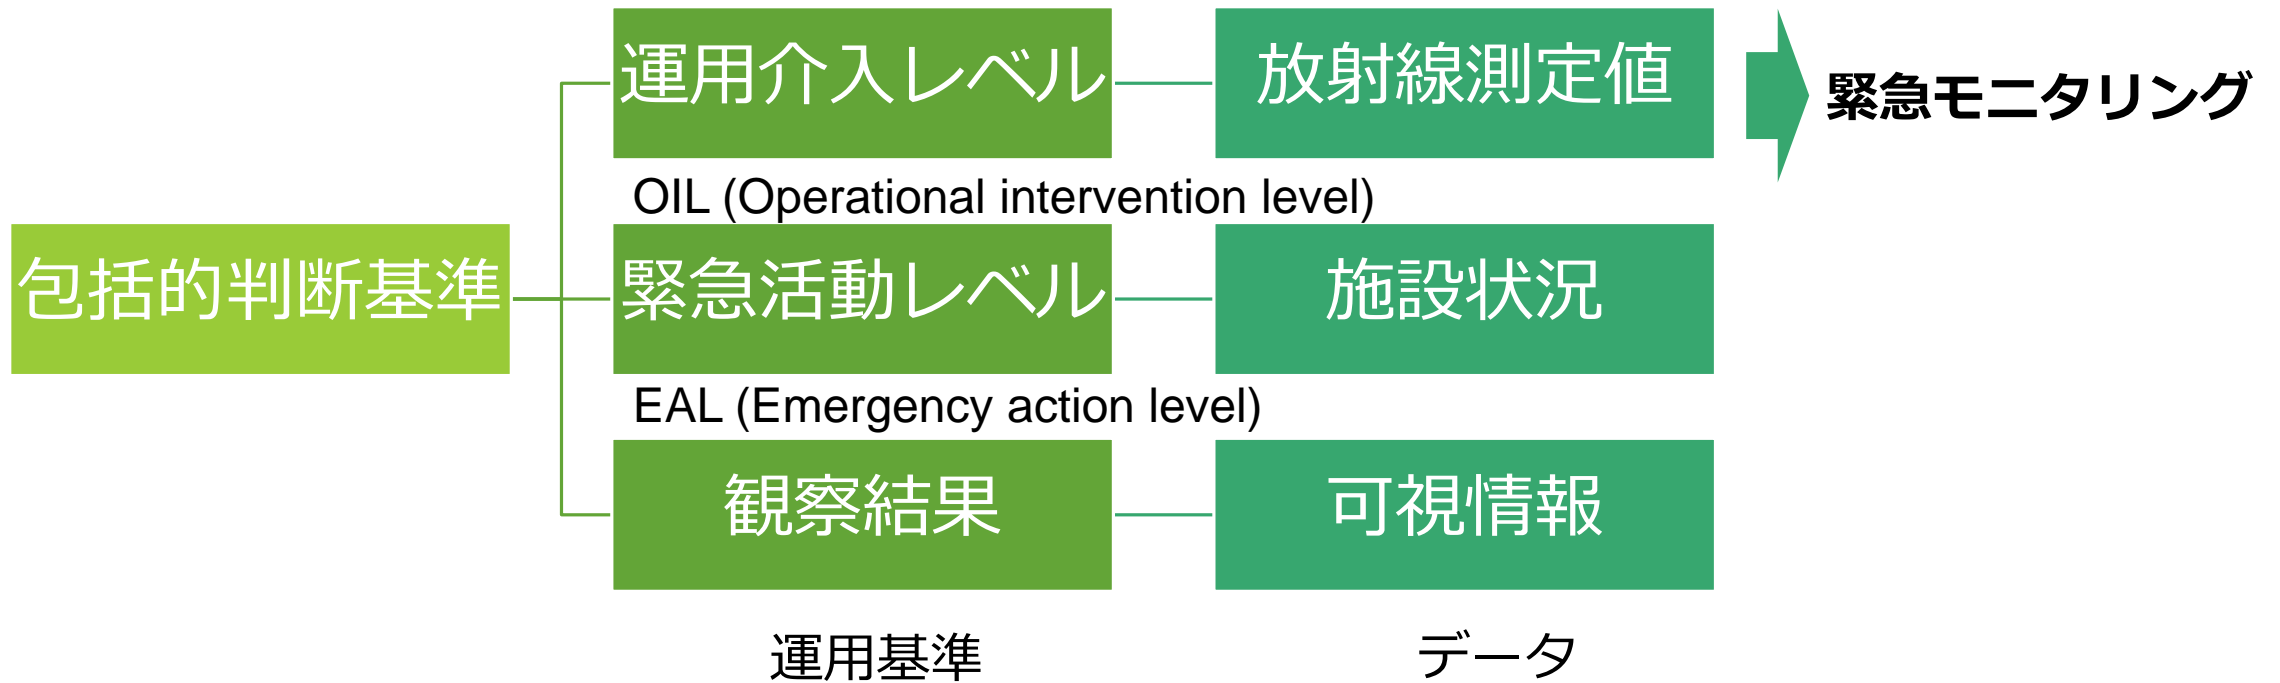 運用介入レベル
放射線測定値
緊急モニタリング
OIL (Operational intervention level)
包括的判断基準
緊急活動レベル
施設状況
EAL (Emergency action level)
観察結果
可視情報
運用基準
データ